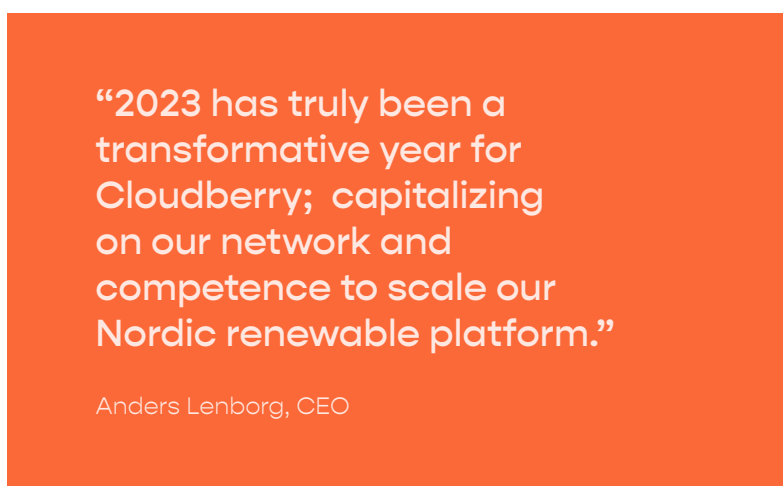 “2023 has truly been a
transformative year for
Cloudberry;  capitalizing
on our network and
competence to scale our
Nordic renewable platform.”
Anders Lenborg, CEO